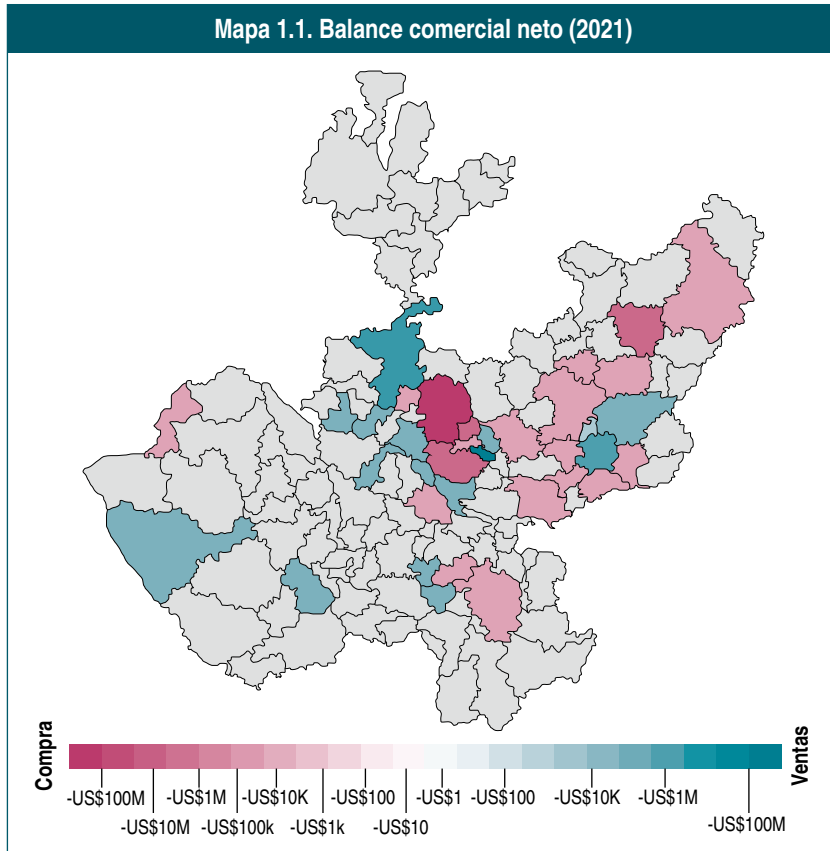 Mapa 1.1. Balance comercial neto (2021)
Compra
Ventas
-US$100M
-US$1M
-US$10K
-US$100
-US$1
-US$100
-US$10K
-US$1M
-US$10M
-US$100k
-US$1k
-US$10
-US$100M